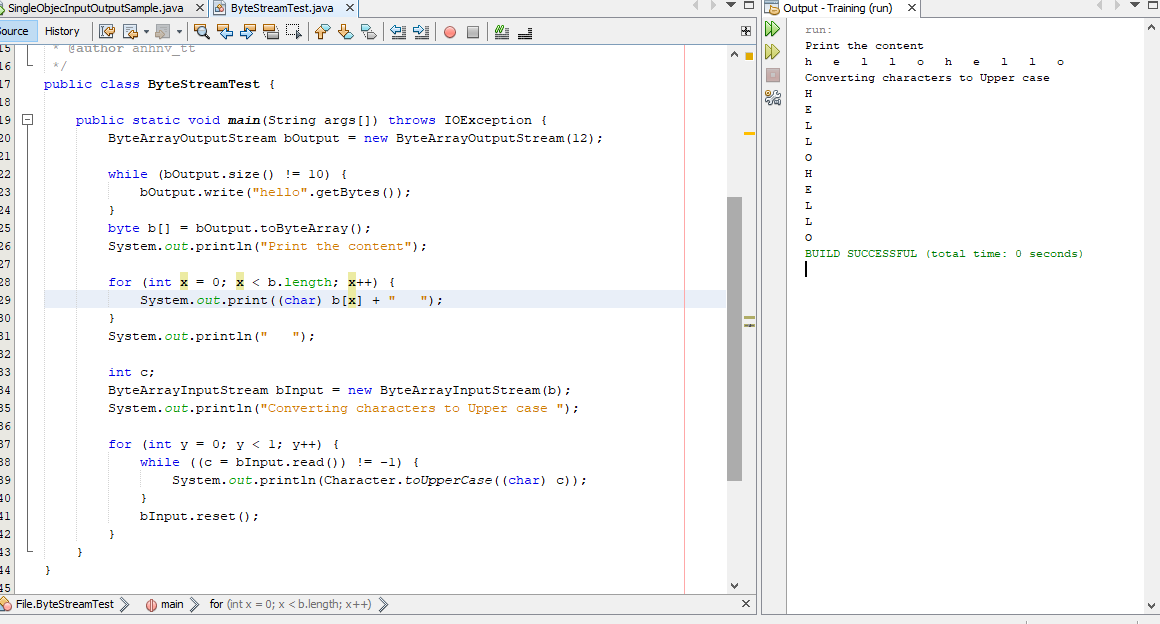 SingleObjecInputOutputSample.java ByteStreamTest.java
Source History
15 * @author anhnv_tt
16 */
17 public class ByteStreamTest {
18
19 public static void main(String args[]) throws IOException {
20 ByteArrayOutputStream bOutput = new ByteArrayOutputStream(12);
21
22 while (bOutput.size() != 10) {
23 bOutput.write("hello".getBytes());
24 }
25 byte b[] = bOutput.toByteArray();
26 System.out.println("Print the content");
27
28 for (int x = 0; x < b.length; x++) {
29 System.out.print((char) b[x] + "   ");
30 }
31 System.out.println("   ");
32
33 int c;
34 ByteArrayInputStream bInput = new ByteArrayInputStream(b);
35 System.out.println("Converting characters to Upper case ");
36
37 for (int y = 0; y < 1; y++) {
38 while ((c = bInput.read()) != -1) {
39 System.out.println(Character.toUpperCase((char) c));
40 }
41 bInput.reset();
42 }
43 }
44 }
45
File.ByteStreamTest main for (int x = 0; x < b.length; x++)
Output - Training (run)
run:
Print the content
h e l l o h e l l o
Converting characters to Upper case
H
E
L
L
O
H
E
L
L
O
BUILD SUCCESSFUL (total time: 0 seconds)